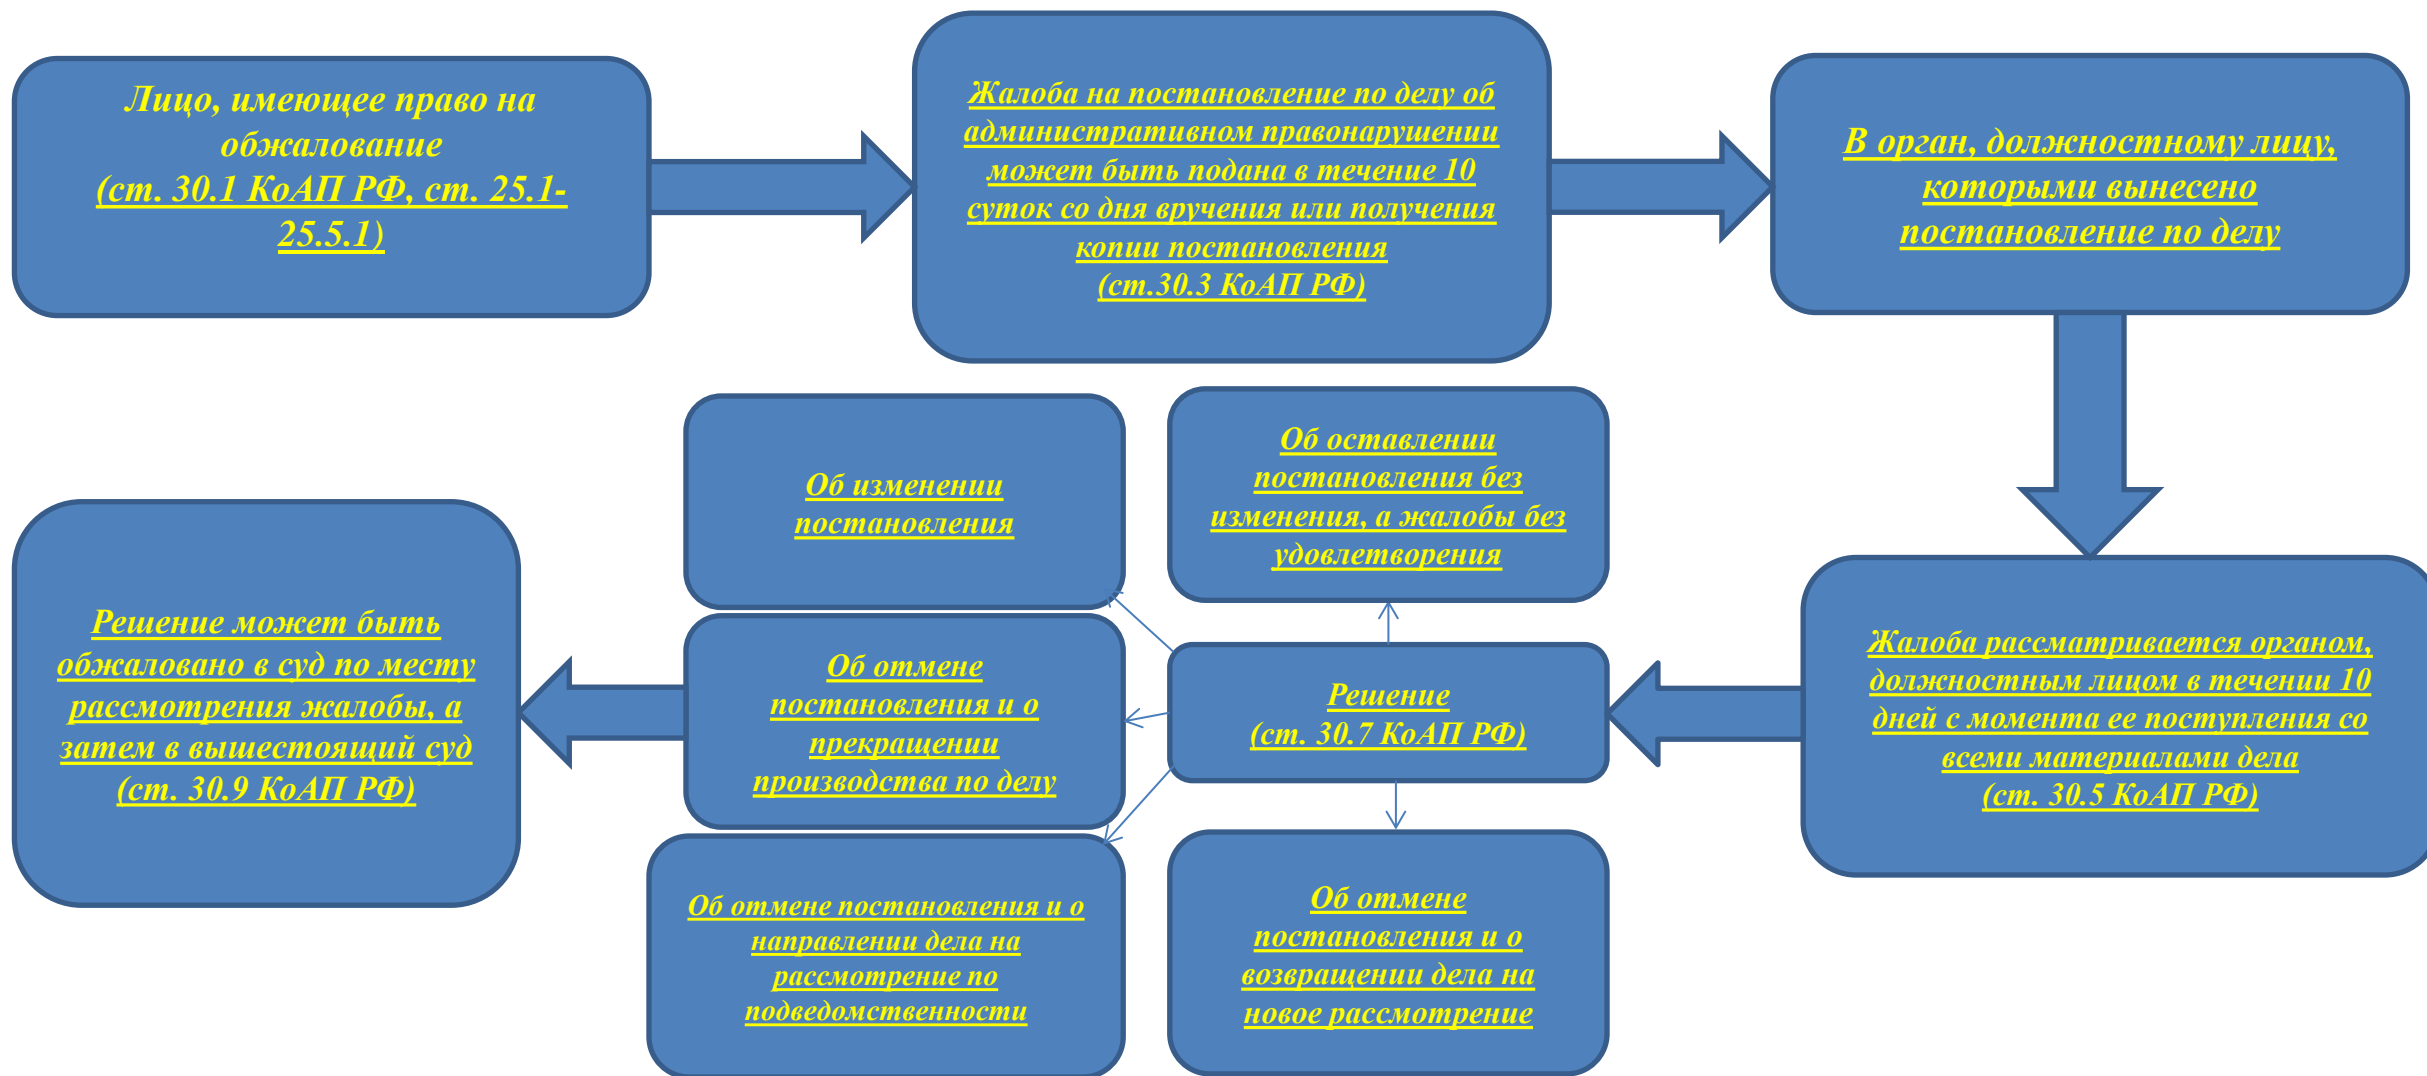 Лицо, имеющее право на
обжалование
(ст. 30.1 КоАП РФ, ст. 25.1-
25.5.1)
Жалоба на постановление по делу об
административном правонарушении
может быть подана в течение 10
суток со дня вручения или получения
копии постановления
(ст.30.3 КоАП РФ)
В орган, должностному лицу,
которыми вынесено
постановление по делу
Жалоба рассматривается органом,
должностным лицом в течении 10
дней с момента ее поступления со
всеми материалами дела
(ст. 30.5 КоАП РФ)
Решение
(ст. 30.7 КоАП РФ)
Об оставлении
постановления без
изменения, а жалобы без
удовлетворения
Об изменении
постановления
Об отмене
постановления и о
прекращении
производства по делу
Об отмене постановления и о
направлении дела на
рассмотрение по
подведомственности
Об отмене
постановления и о
возвращении дела на
новое рассмотрение
Решение может быть
обжаловано в суд по месту
рассмотрения жалобы, а
затем в вышестоящий суд
(ст. 30.9 КоАП РФ)